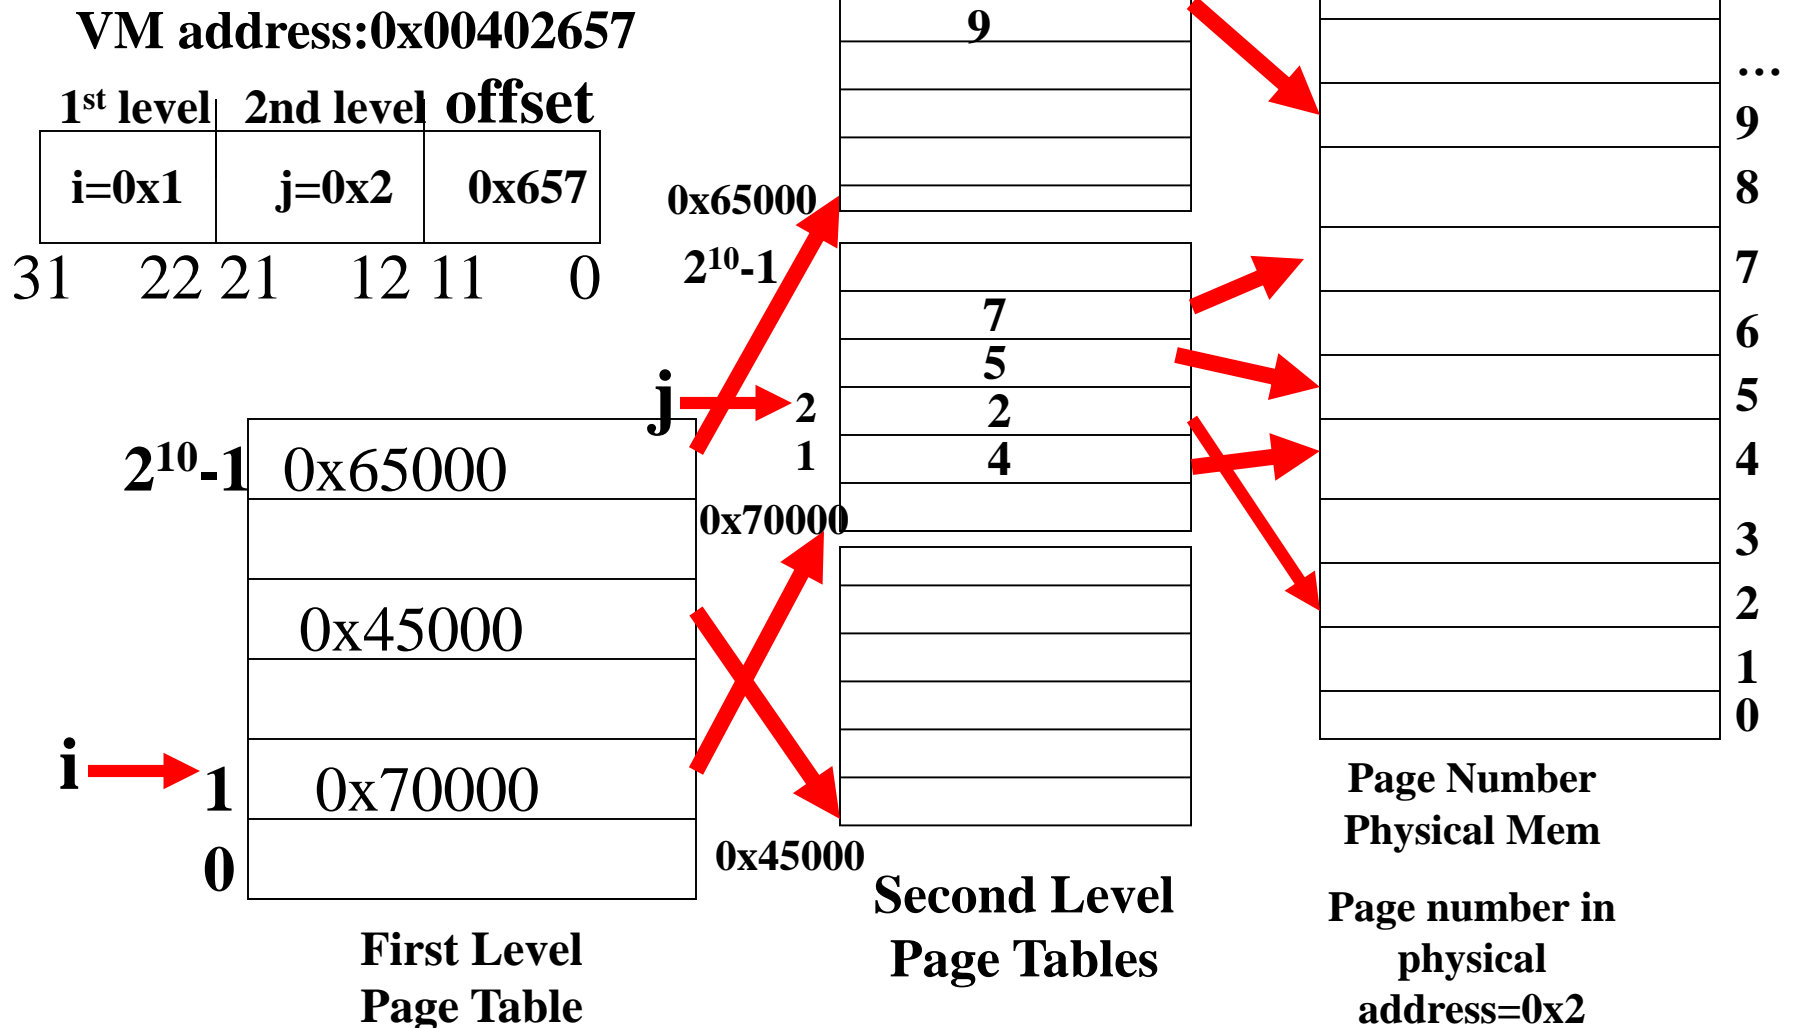 VM address:0x00402657
1st level 2nd level offset
i=0x1 j=0x2 0x657
31 22 21 12 11 0
i
2¹⁰-1 0x65000
0x45000
1 0x70000
0
First Level
Page Table
9
0x65000
2¹⁰-1
7
5
j 2 2
1 4
0x70000
0x45000
Second Level
Page Tables
...
9
8
7
6
5
4
3
2
1
0
Page Number
Physical Mem
Page number in
physical
address=0x2